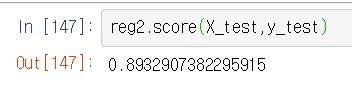 In [147]: reg2.score(X_test,y_test)
Out[147]: 0.8932907382295915